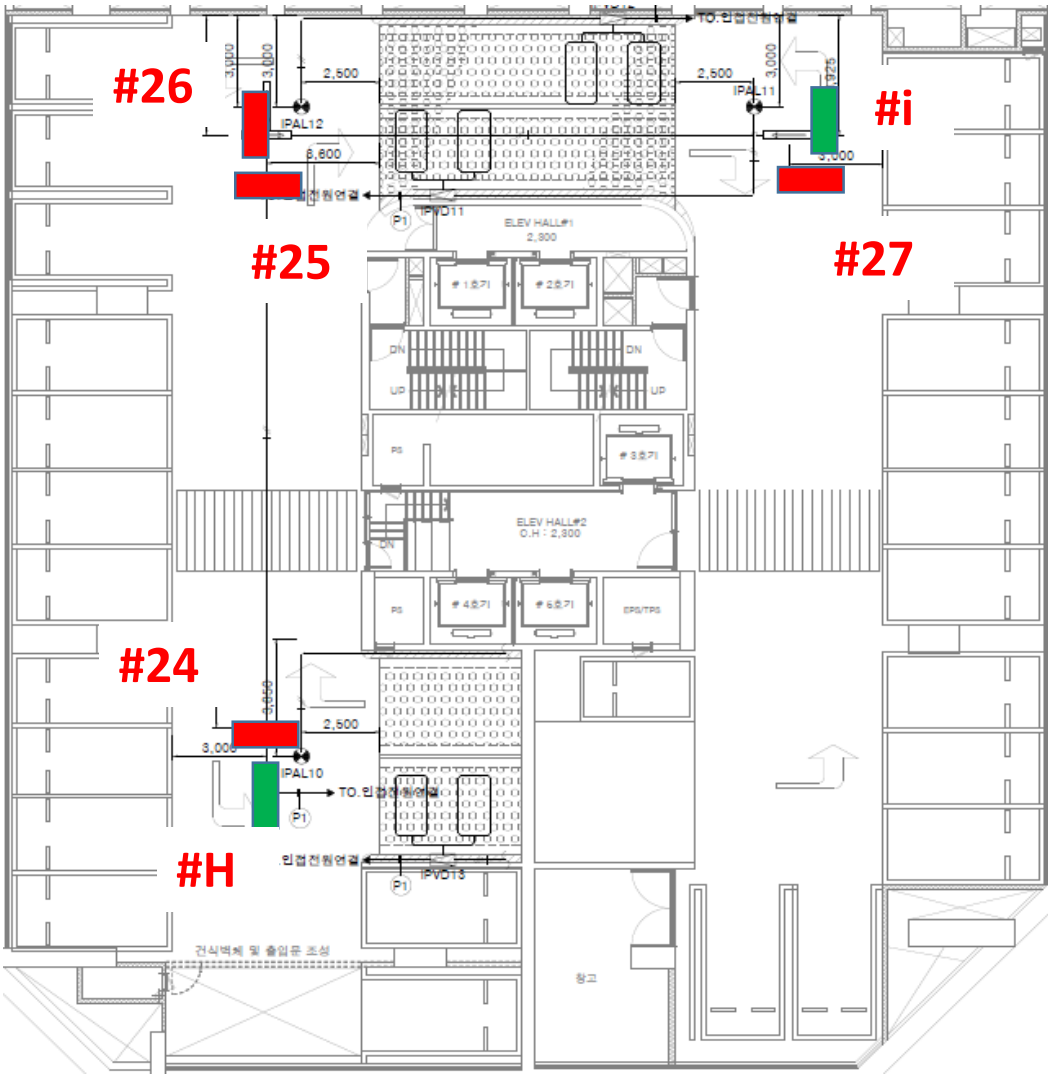 TO.인접전원연결
3,000
3,000
2,500
2,500
3,000
925
#26
IPAL12
IPAL11
#i
3,000
인접전원연결
P1
IPVD11
ELEV HALL#1
2,300
#25
#27
# 1호기
# 2호기
DN
DN
UP
UP
PS
# 3호기
ELEV HALL#2
O.H : 2,300
DN
PS
# 4호기
EPS/TPS
#24
2,500
3,000
IPAL10
TO.인접전원연결
P1
#H
인접전원연결
P1
IPVD13
건식벽체 및 출입문 조성
창고